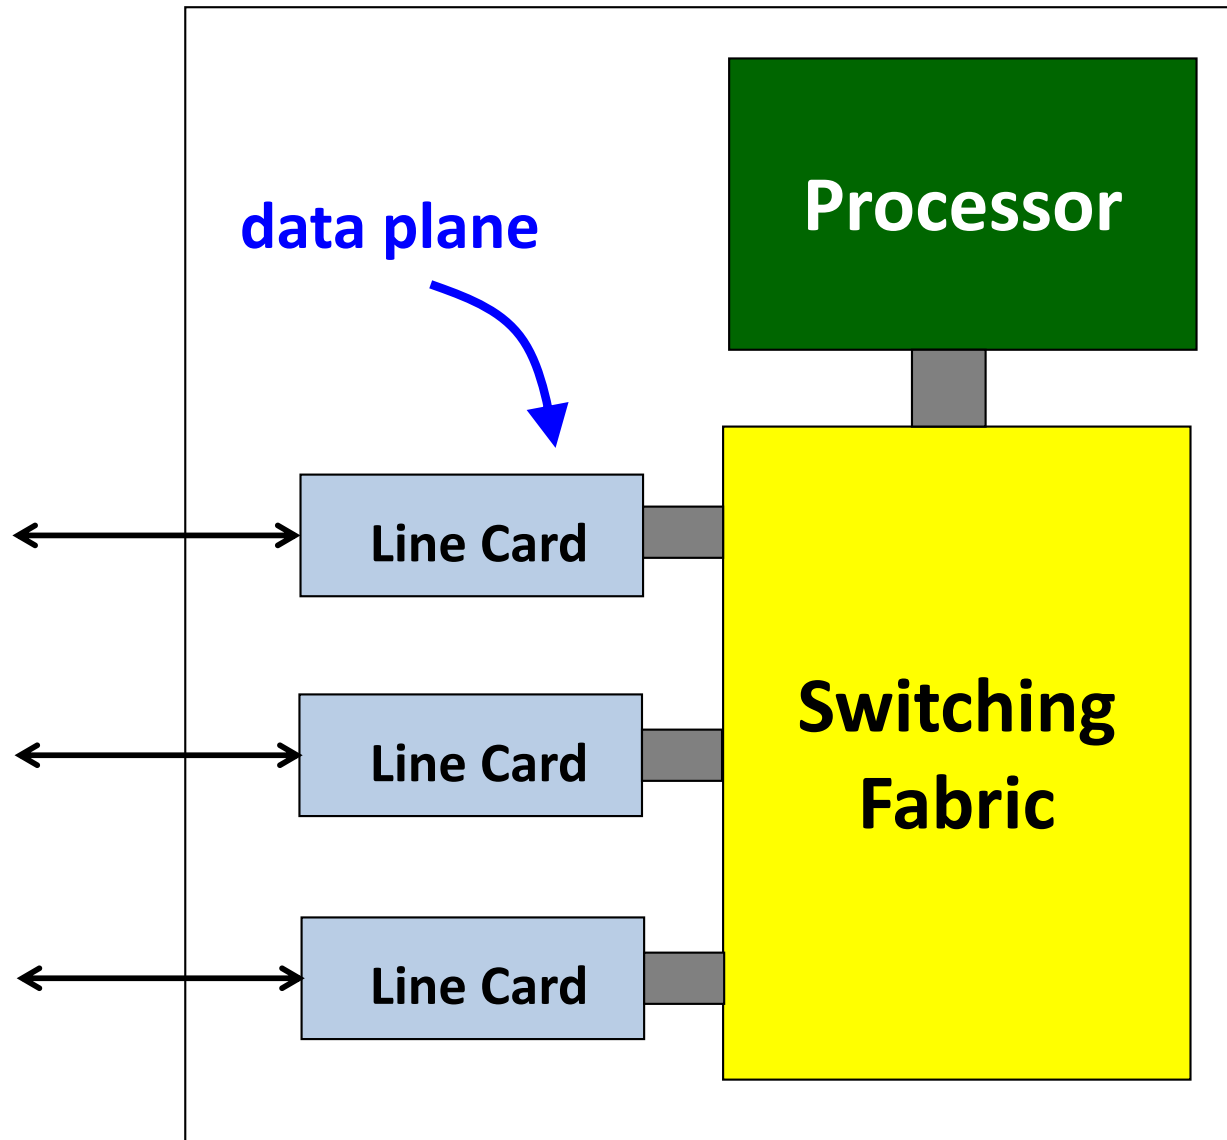 Processor
data plane
Line Card
Line Card
Switching
Fabric
Line Card